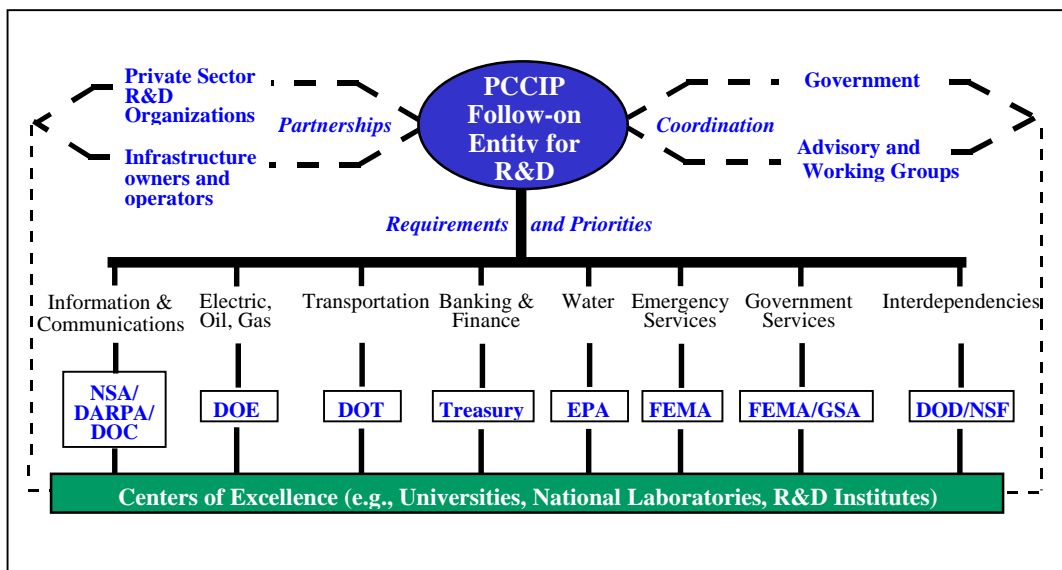 Private Sector
R&D
Organizations
Partnerships
Infrastructure
owners and
operators
PCCIP
Follow-on
Entity for
R&D
Government
Coordination
Advisory and
Working Groups
Requirements and Priorities
Information &
Communications
Electric,
Oil, Gas
Transportation
Banking &
Finance
Water
Emergency
Services
Government
Services
Interdependencies
NSA/
DARPA/
DOC
DOE
DOT
Treasury
EPA
FEMA
FEMA/GSA
DOD/NSF
Centers of Excellence (e.g., Universities, National Laboratories, R&D Institutes)